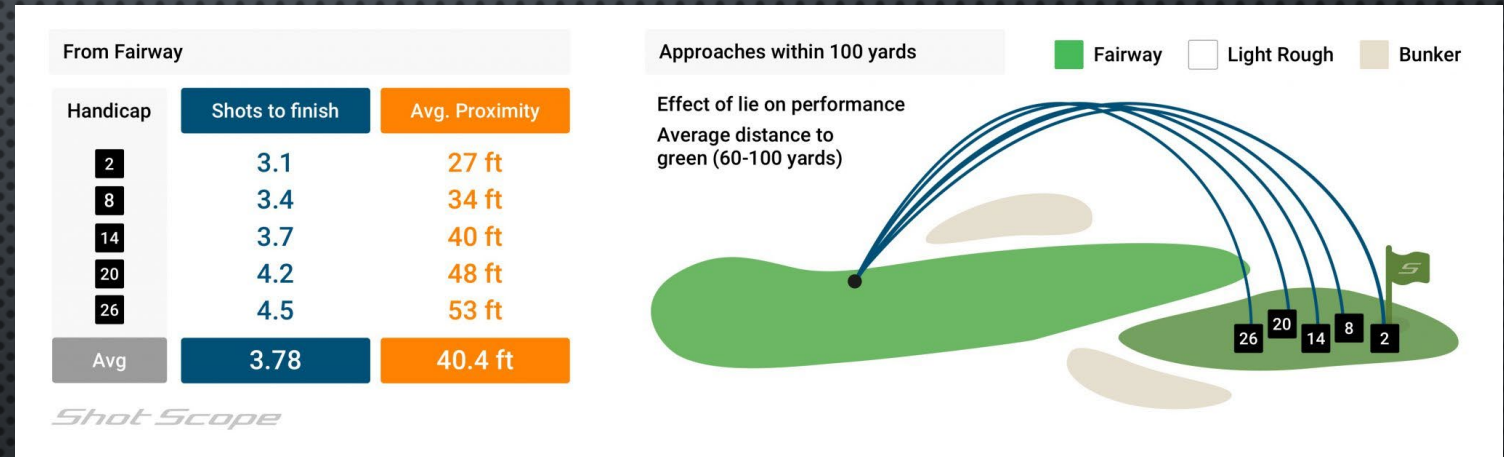 From Fairway
Handicap Shots to finish Avg. Proximity
2 3.1 27 ft
8 3.4 34 ft
14 3.7 40 ft
20 4.2 48 ft
26 4.5 53 ft
Avg 3.78 40.4 ft
Shot Scope
Approaches within 100 yards
Fairway Light Rough Bunker
Effect of lie on performance
Average distance to
green (60-100 yards)
S
26 20 14 8 2